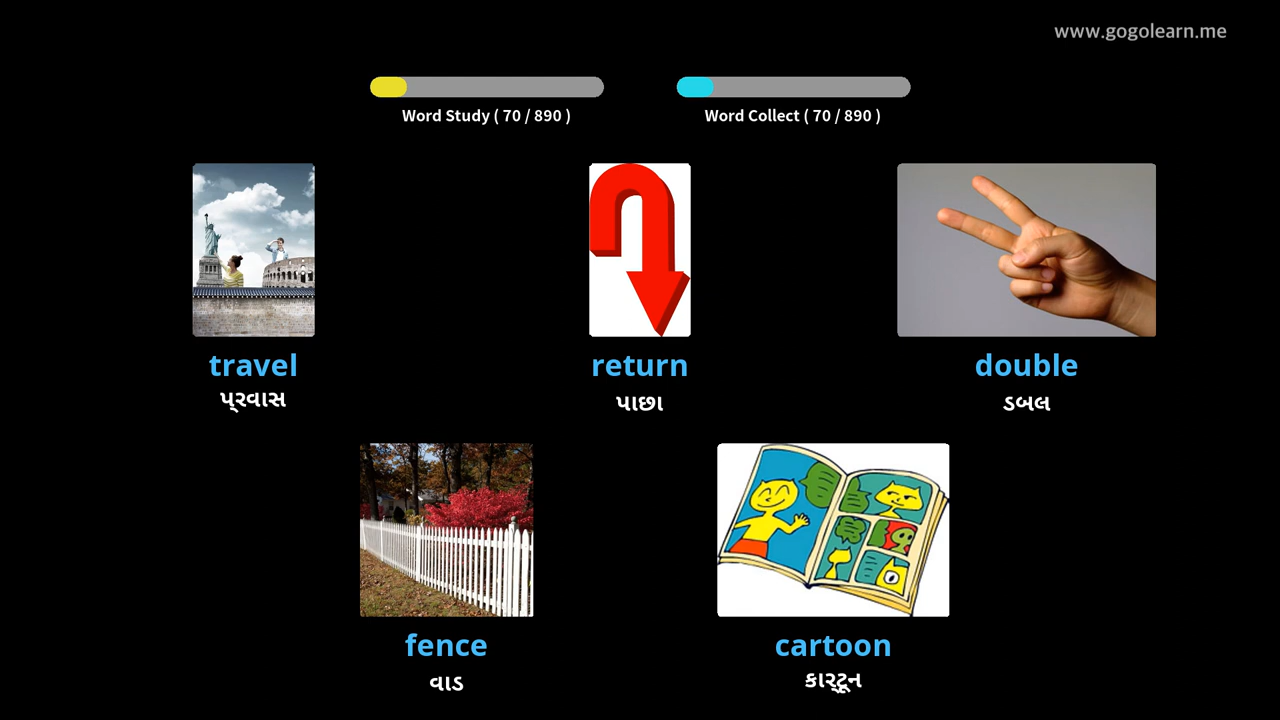 www.gogolearn.me
Word Study ( 70 / 890 )
Word Collect ( 70 / 890 )
travel
પ્રવાસ
return
પાછા
double
ડબલ
fence
વાડ
cartoon
કાર્ટૂન